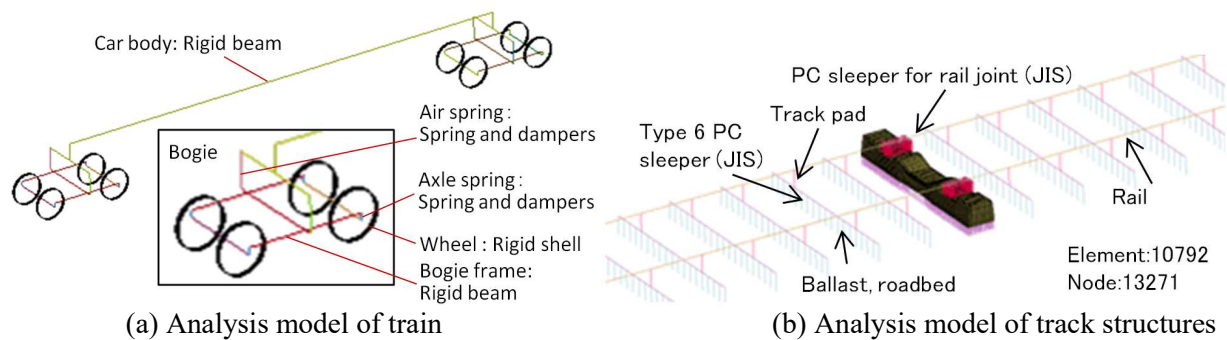 Car body: Rigid beam
Bogie
Air spring :
Spring and dampers
Axle spring :
Spring and dampers
Wheel : Rigid shell
Bogie frame:
Rigid beam
(a) Analysis model of train
PC sleeper for rail joint (JIS)
Track pad
Type 6 PC
sleeper (JIS)
Rail
Ballast, roadbed
Element:10792
Node:13271
(b) Analysis model of track structures